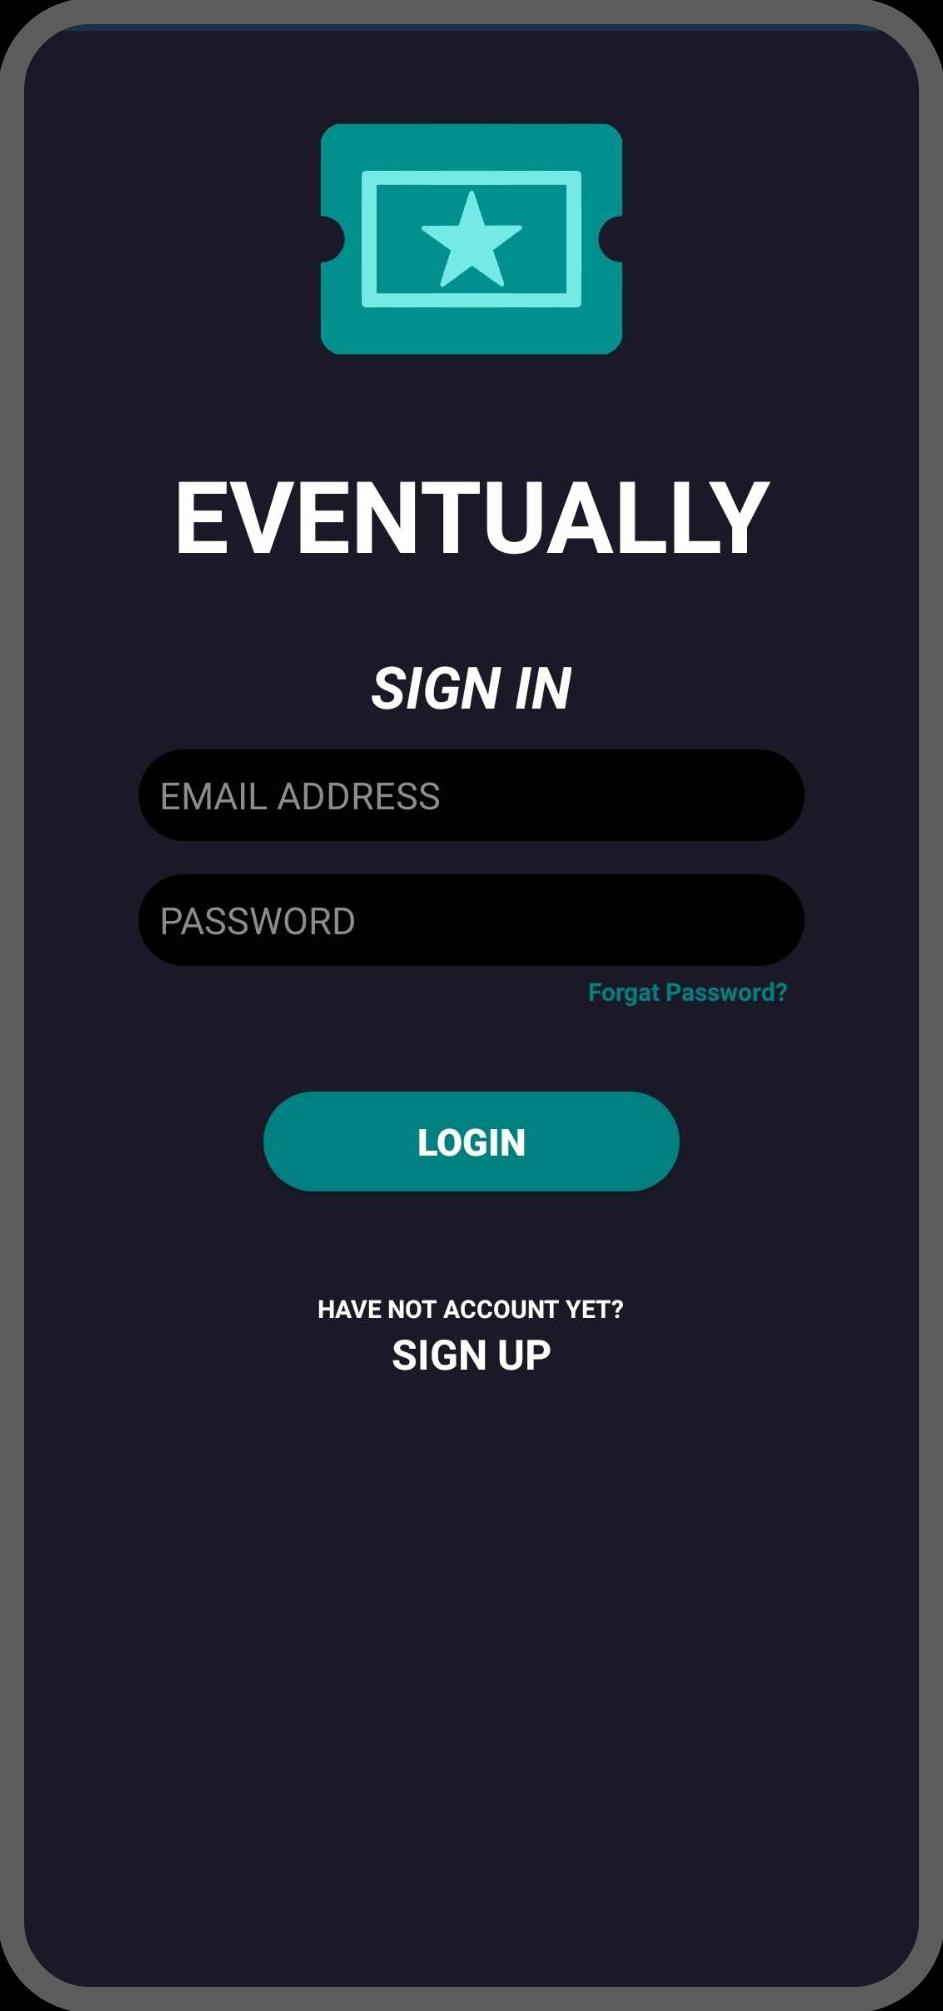 EVENTUALLY
SIGN IN
EMAIL ADDRESS
PASSWORD
Forgat Password?
LOGIN
HAVE NOT ACCOUNT YET?
SIGN UP